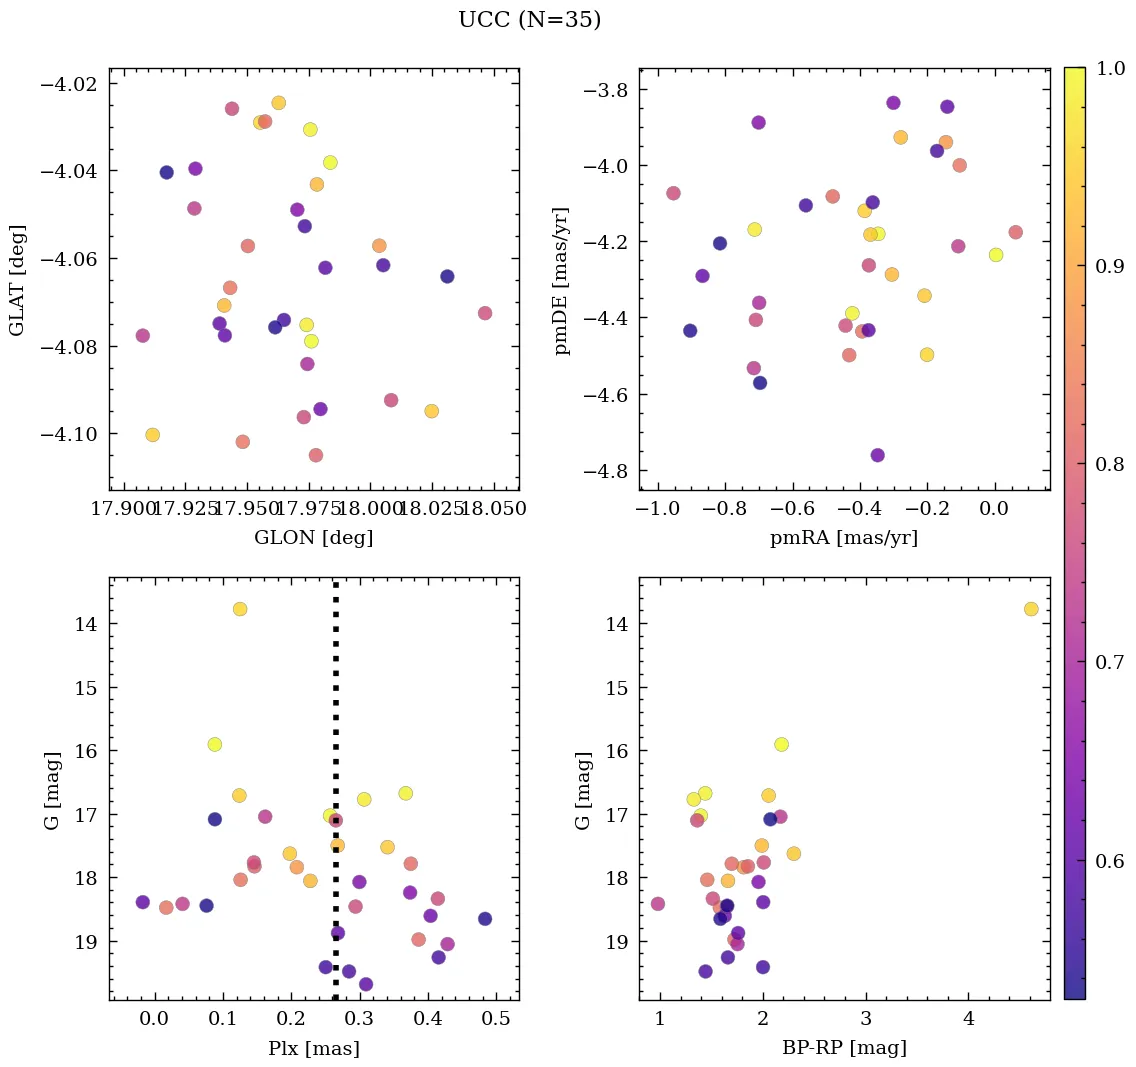 UCC (N=35)
−4.02
−4.04
−4.06
−4.08
−4.10
GLAT [deg]
17.900 17.925 17.950 17.975 18.000 18.025 18.050
GLON [deg]
−3.8
−4.0
−4.2
−4.4
−4.6
−4.8
pmDE [mas/yr]
−1.0 −0.8 −0.6 −0.4 −0.2 0.0
pmRA [mas/yr]
14
15
16
17
18
19
G [mag]
0.0 0.1 0.2 0.3 0.4 0.5
Plx [mas]
14
15
16
17
18
19
G [mag]
1 2 3 4
BP-RP [mag]
1.0
0.9
0.8
0.7
0.6